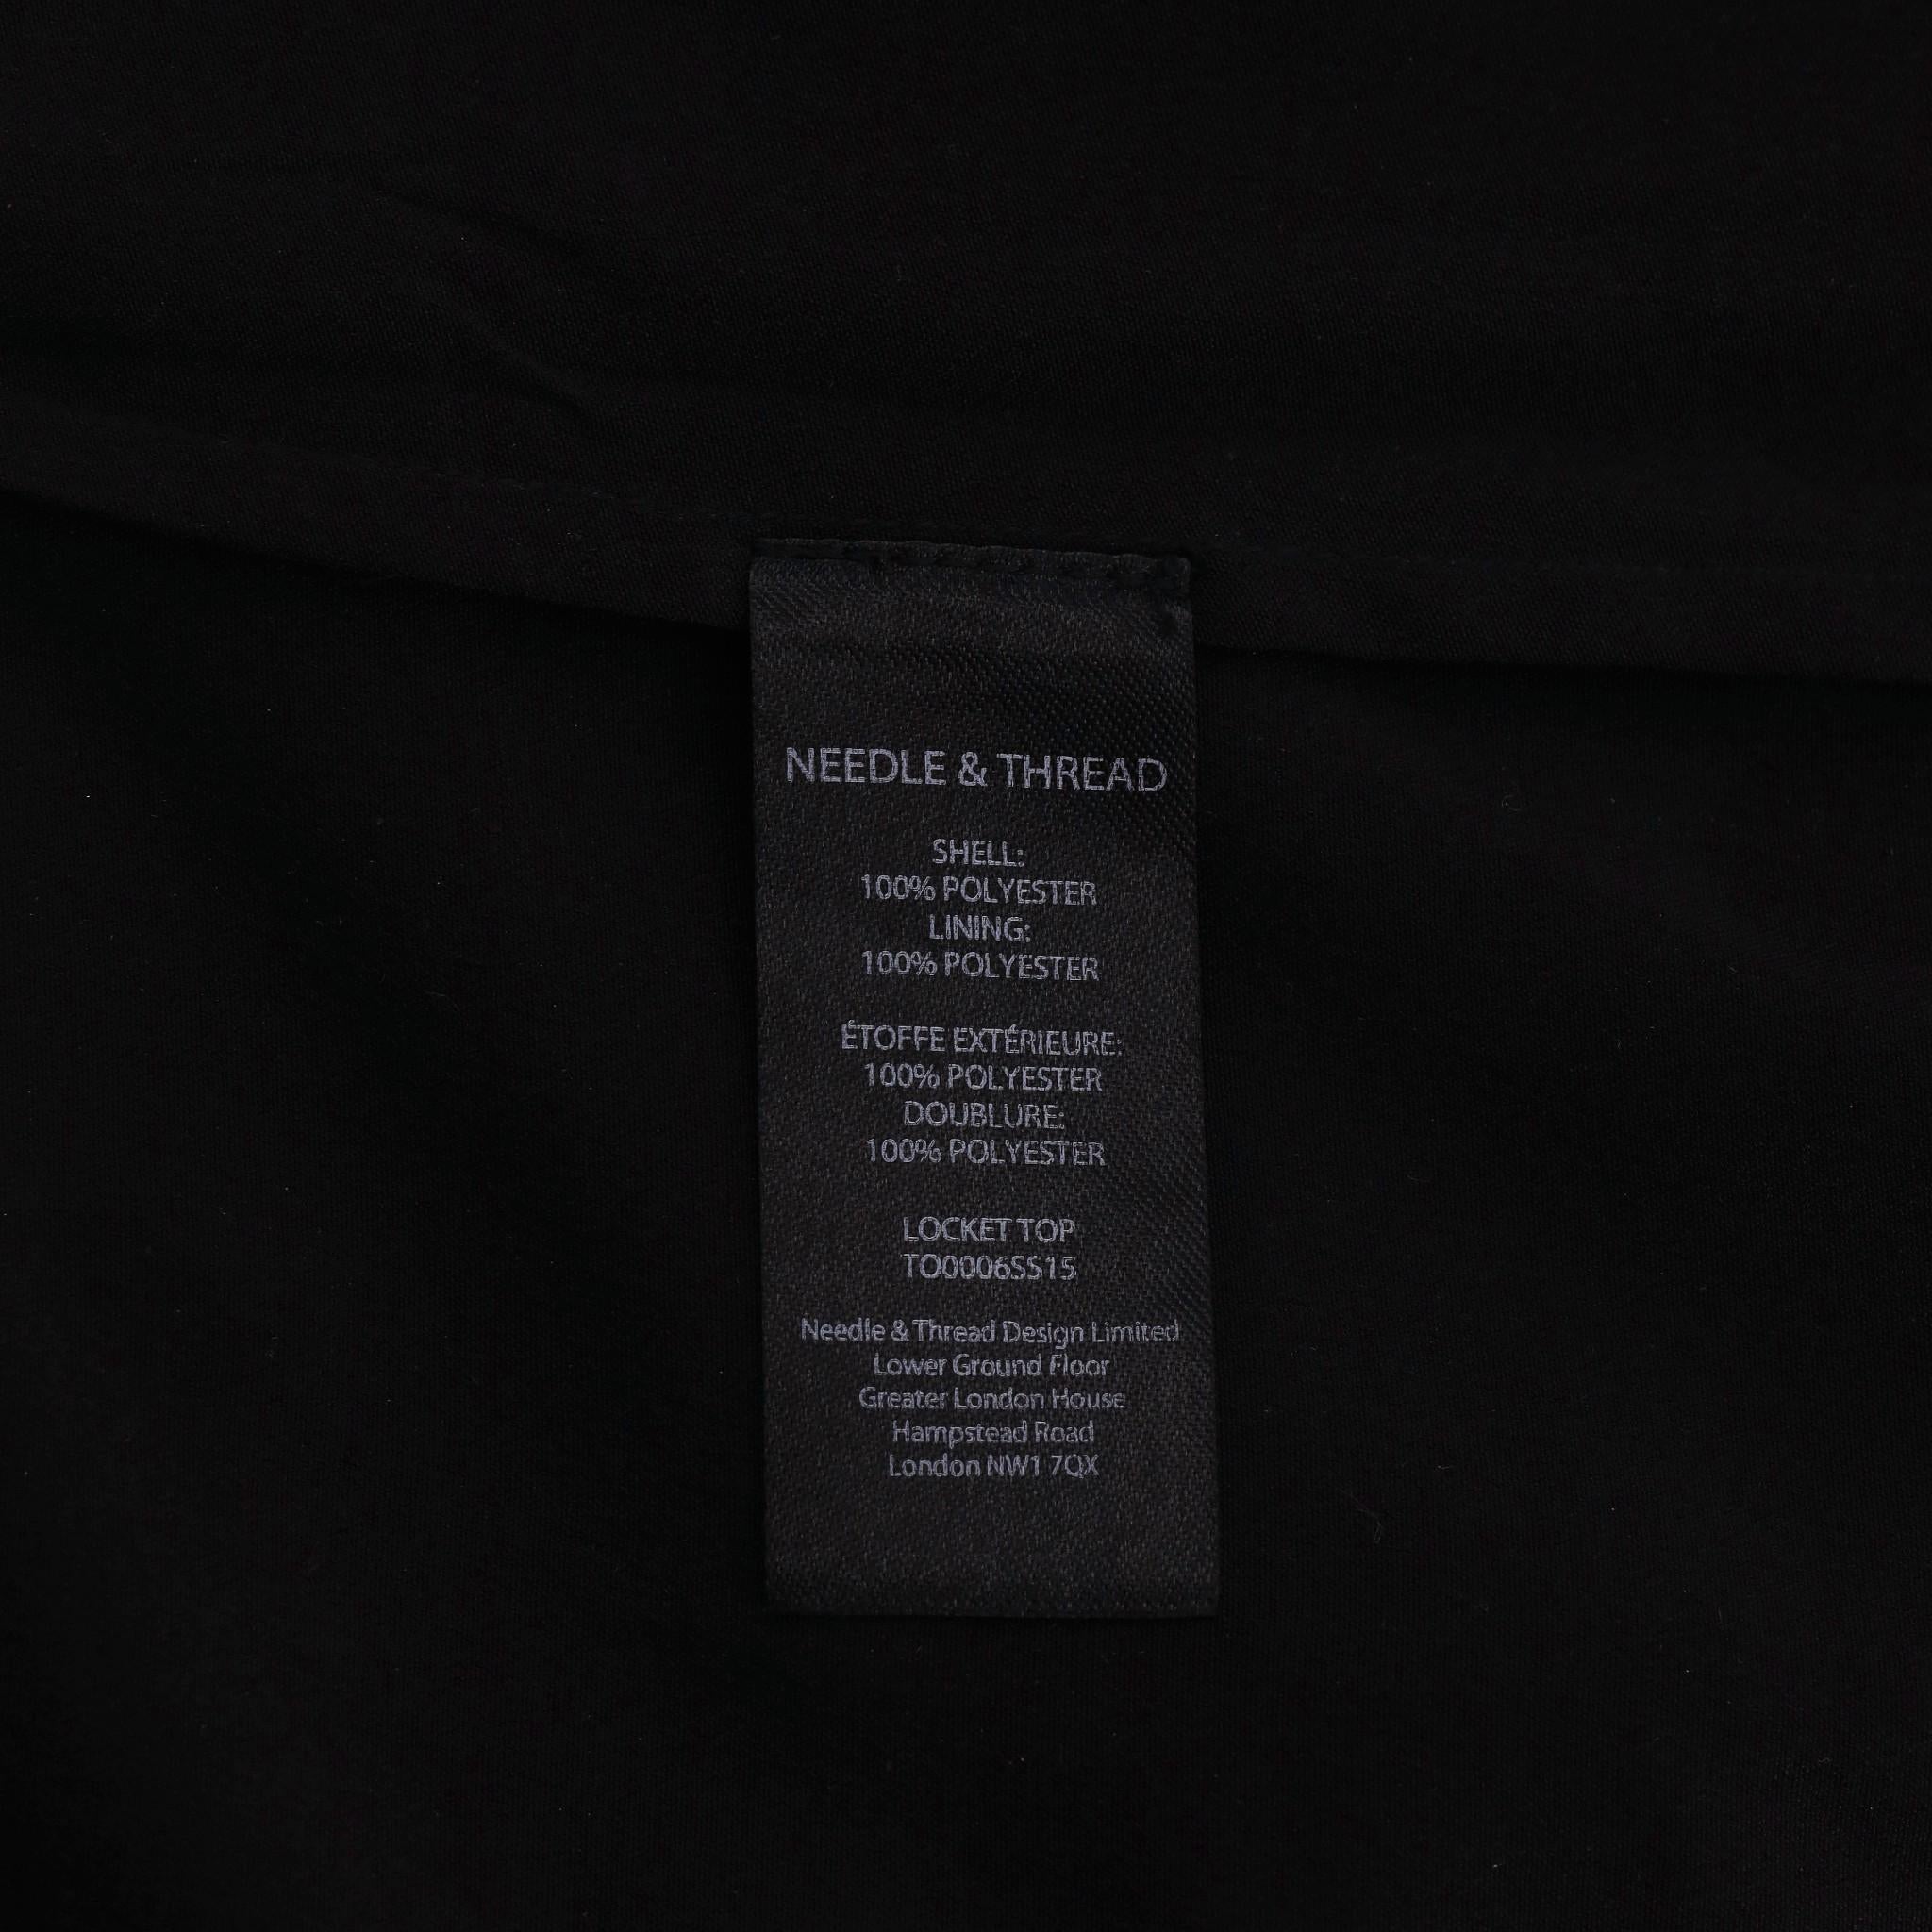 NEEDLE & THREAD
SHELL:
100% POLYESTER
LINING:
100% POLYESTER
ÉTOFFE EXTÉRIEURE:
100% POLYESTER
DOUBLURE:
100% POLYESTER
LOCKET TOP
TO0006SS15
Needle & Thread Design Limited
Lower Ground Floor
Greater London House
Hampstead Road
London NW1 7QX